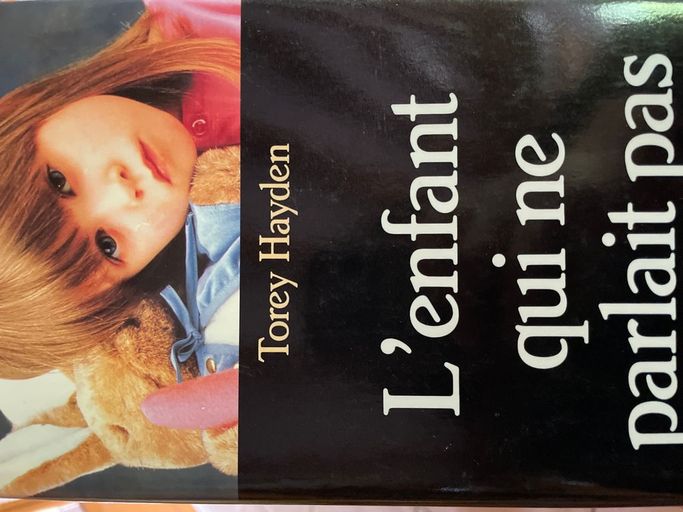 Torey Hayden
L'enfant
qui ne
parlait pas